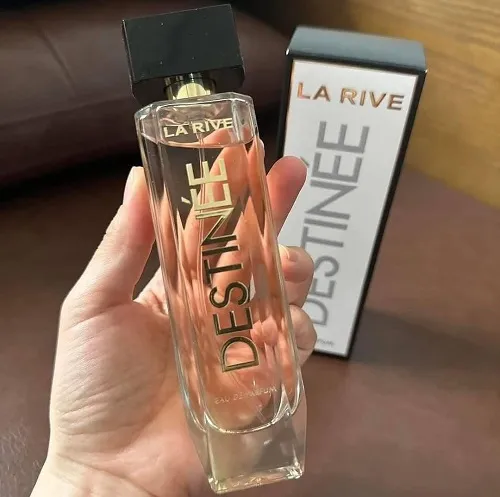 LA RIVE
DESTINÉE
EAU DE PARFUM
LA RIVE
DESTINÉE